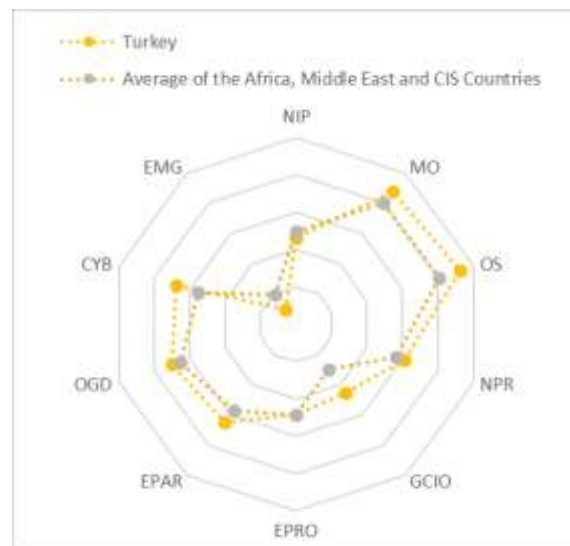 Turkey
Average of the Africa, Middle East and CIS Countries
NIP
EMG
MO
CYB
OS
OGD
NPR
EPAR
GCIO
EPRO